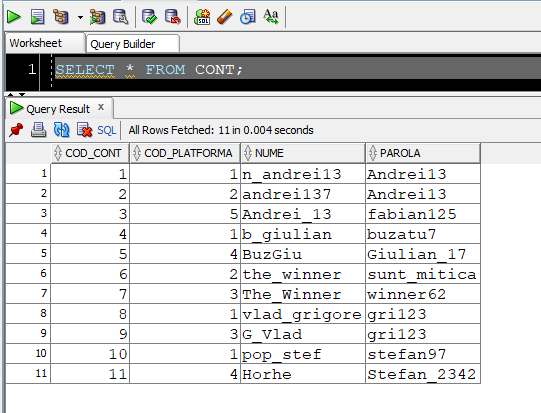 Worksheet Query Builder
1 SELECT * FROM CONT;
Query Result x
SQL All Rows Fetched: 11 in 0.004 seconds
COD_CONT COD_PLATFORMA NUME PAROLA
1 1 1 n_andrei13 Andrei13
2 2 2 andrei137 Andrei13
3 3 5 Andrei_13 fabian125
4 4 1 b_giulian buzatu7
5 5 4 BuzGiu Giulian_17
6 6 2 the_winner sunt_mitica
7 7 3 The_Winner winner62
8 8 1 vlad_grigore gri123
9 9 3 G_Vlad gri123
10 10 1 pop_stef stefan97
11 11 4 Horhe Stefan_2342